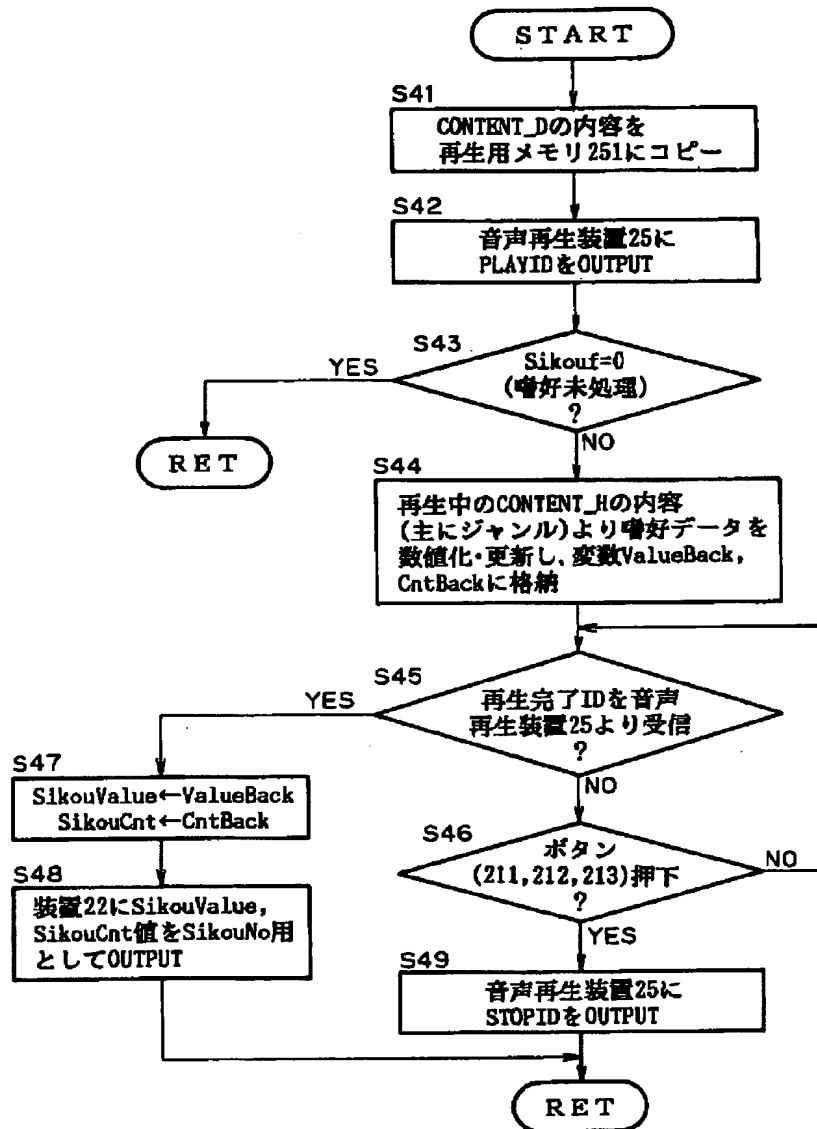 START
S41
CONTENT_Dの内容を
再生用メモリ251にコピー
S42
音声再生装置25に
PLAYIDをOUTPUT
S43
Sikouf=0
(嗜好未処理)
?
YES
NO
RET
S44
再生中のCONTENT_Hの内容
(主にジャンル)より嗜好データを
数値化・更新し、変数ValueBack,
CntBackに格納
S45
再生完了IDを音声
再生装置25より受信
?
YES
NO
S47
SikouValue←ValueBack
SikouCnt←CntBack
S46
ボタン
(211,212,213)押下
?
NO
YES
S48
装置22にSikouValue,
SikouCnt値をSikouNo用
としてOUTPUT
S49
音声再生装置25に
STOPIDをOUTPUT
RET